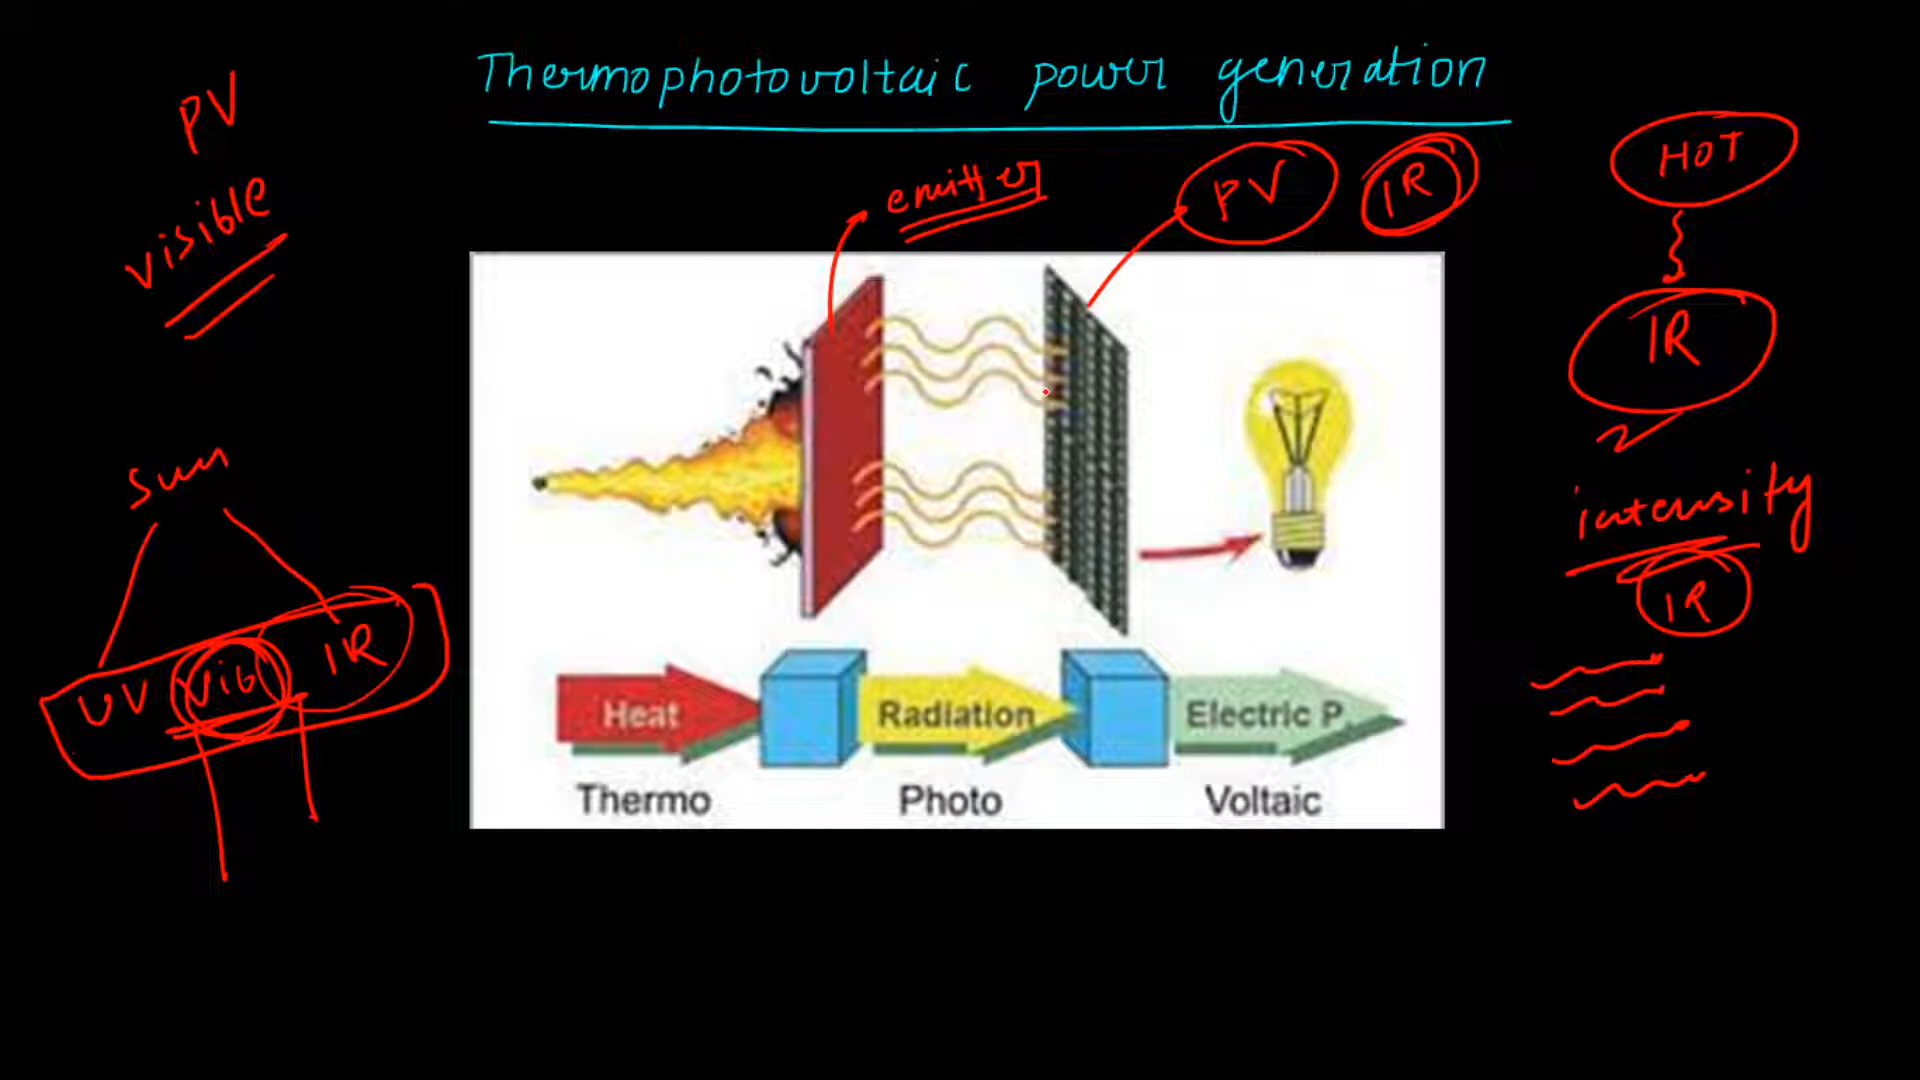 Thermophotovoltaic power generation
PV
visible
emitter
PV
IR
HOT
IR
intensity
IR
Sun
UV
IR
Heat
Radiation
Electric P.
Thermo
Photo
Voltaic